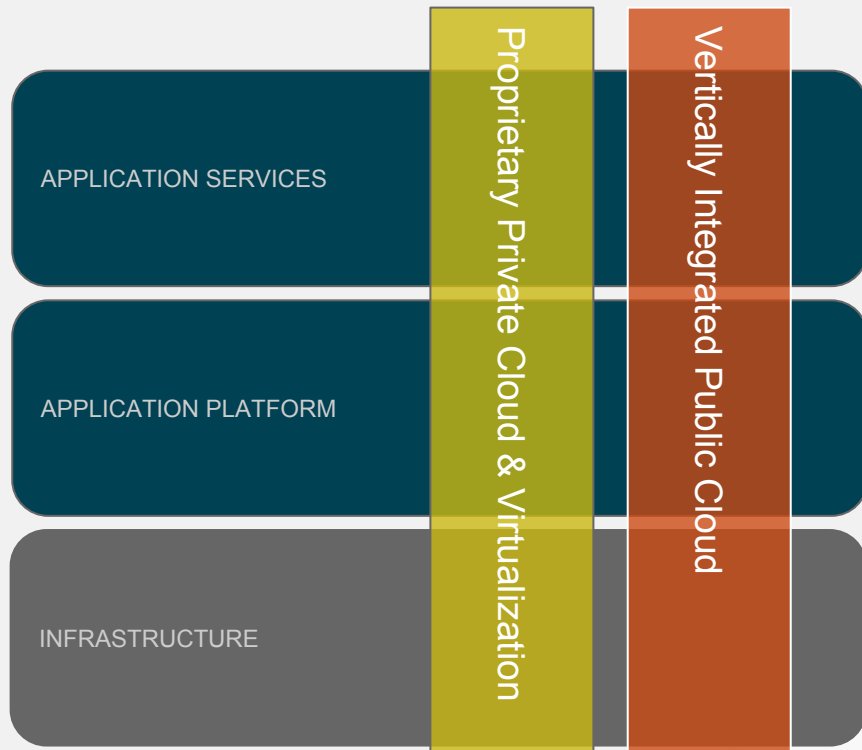 APPLICATION SERVICES
APPLICATION PLATFORM
INFRASTRUCTURE
Proprietary Private Cloud & Virtualization
Vertically Integrated Public Cloud